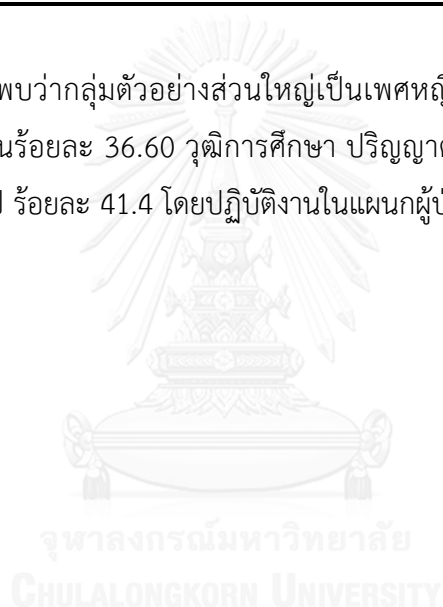 พบว่ากลุ่มตัวอย่างส่วนใหญ่เป็นเพศหญิ
นร้อยละ 36.60 วุฒิการศึกษา ปริญญาต
ป ร้อยละ 41.4 โดยปฏิบัติงานในแผนกผู้ป
จุฬาลงกรณ์มหาวิทยาลัย
CHULALONGKORN UNIVERSITY